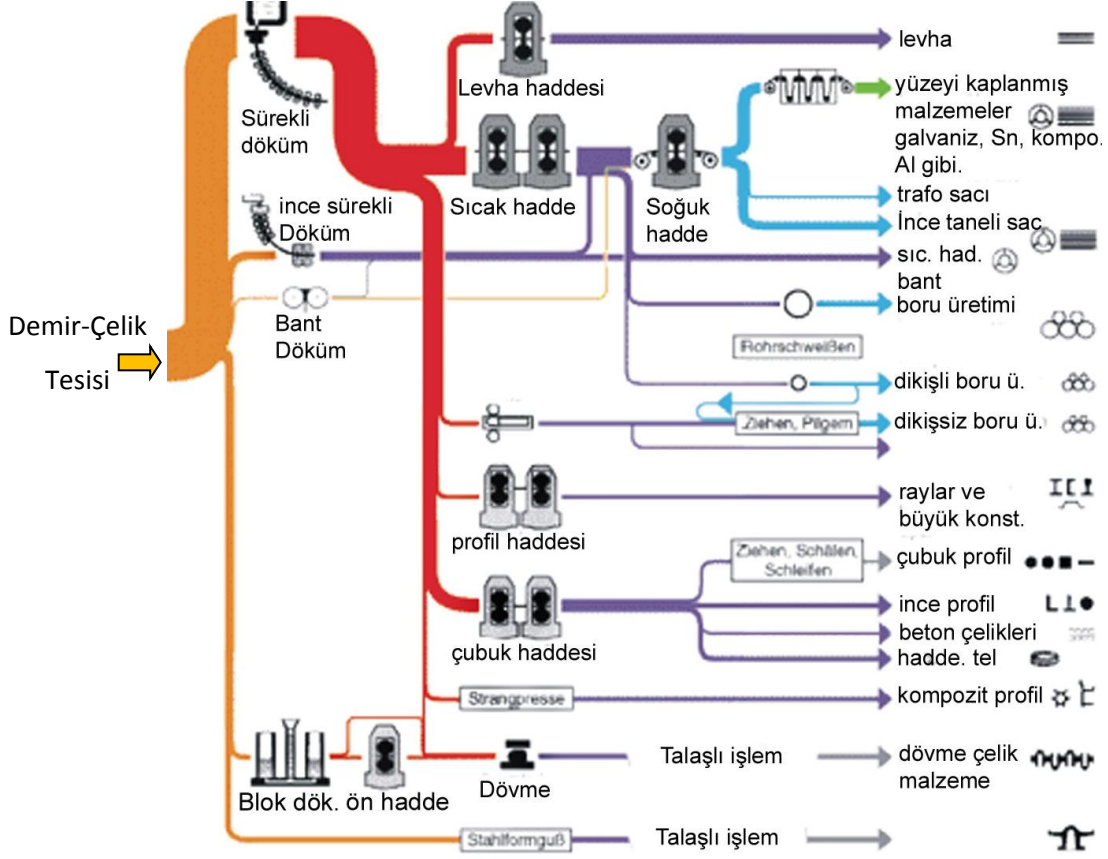 levha
Levha haddesi
yüzeyi kaplanmış
malzemeler
galvaniz, Sn, kompo.
Al gibi.
Sürekli
döküm
trafo sacı
ince sürekli
Döküm
Sıcak hadde
Soğuk
hadde
İnce taneli sac
sıc. had.
bant
boru üretimi
Bant
Döküm
Demir-Çelik
Tesisi
Rohrschweißen
dikişli boru ü.
Ziehen, Pilgern
dikişsiz boru ü.
profil haddesi
raylar ve
büyük konst.
Ziehen, Schälen,
Schleifen
çubuk profil
ince profil
beton çelikleri
hadde. tel
çubuk haddesi
Strangpresse
kompozit profil
Blok dök. ön hadde
Dövme
Talaşlı işlem
dövme çelik
malzeme
Stahlformguß
Talaşlı işlem